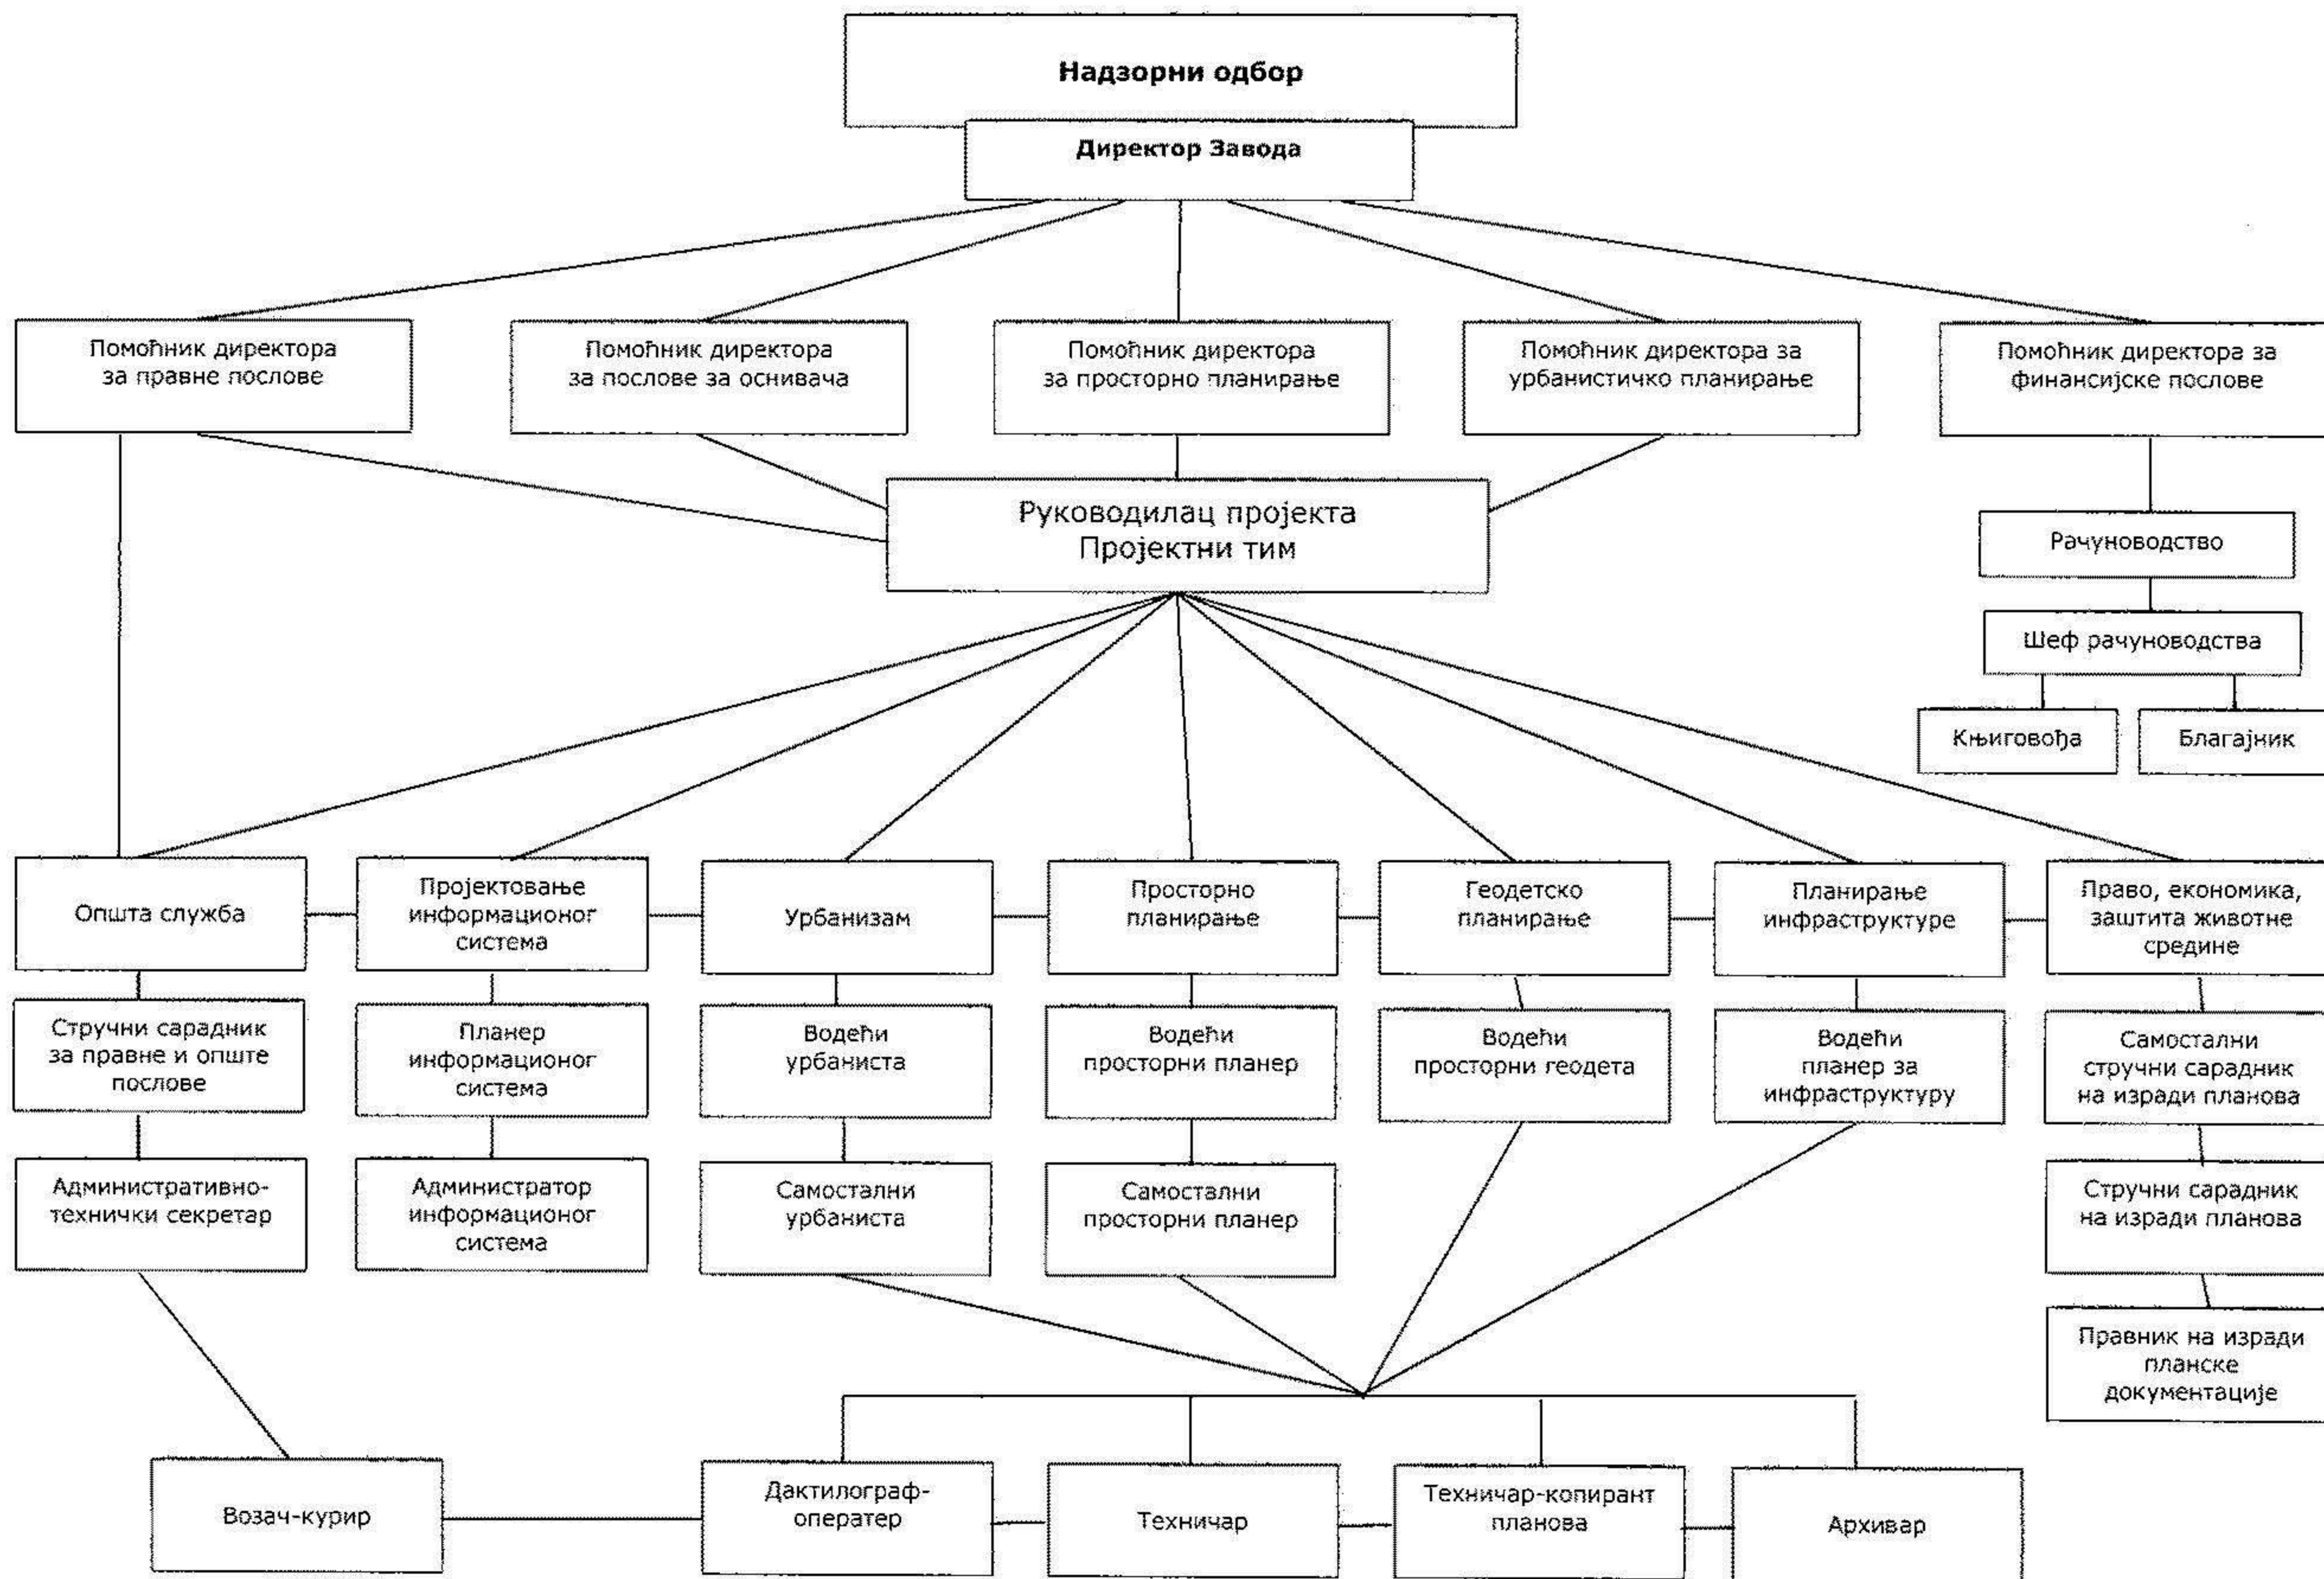 Надзорни одбор
Директор Завода
Помоћник директора
за правне послове
Помоћник директора
за послове за оснивача
Помоћник директора
за просторно планирање
Помоћник директора за
урбанистичко планирање
Помоћник директора за
финансијске послове
Руководилац пројекта
Пројектни тим
Рачуноводство
Шеф рачуноводства
Књиговођа
Благајник
Општа служба
Пројектовање
информационог
система
Урбанизам
Просторно
планирање
Геодетско
планирање
Планирање
инфраструктуре
Право, економика,
заштита животне
средине
Стручни сарадник
за правне и опште
послове
Планер
информационог
система
Водећи
урбаниста
Водећи
просторни планер
Водећи
просторни геодета
Водећи
планер за
инфраструктуру
Самостални
стручни сарадник
на изради планова
Административно-
технички секретар
Администратор
информационог
система
Самостални
урбаниста
Самостални
просторни планер
Стручни сарадник
на изради планова
Правник на изради
планске
документације
Возач-курир
Дактилограф-
оператер
Техничар
Техничар-копирант
планова
Архивар